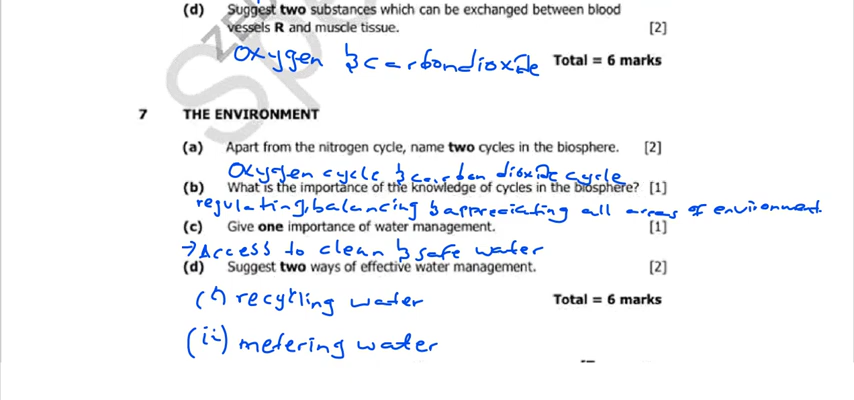 (d) Suggest two substances which can be exchanged between blood
vessels R and muscle tissue. [2]
Oxygen & carbondioxide Total = 6 marks
7 THE ENVIRONMENT
(a) Apart from the nitrogen cycle, name two cycles in the biosphere. [2]
Oxygen cycle & carbon dioxide cycle
(b) What is the importance of the knowledge of cycles in the biosphere? [1]
regulating, balancing & appreciating all areas of environment.
(c) Give one importance of water management. [1]
→ Access to clean & safe water
(d) Suggest two ways of effective water management. [2]
(i) recycling water Total = 6 marks
(ii) metering water